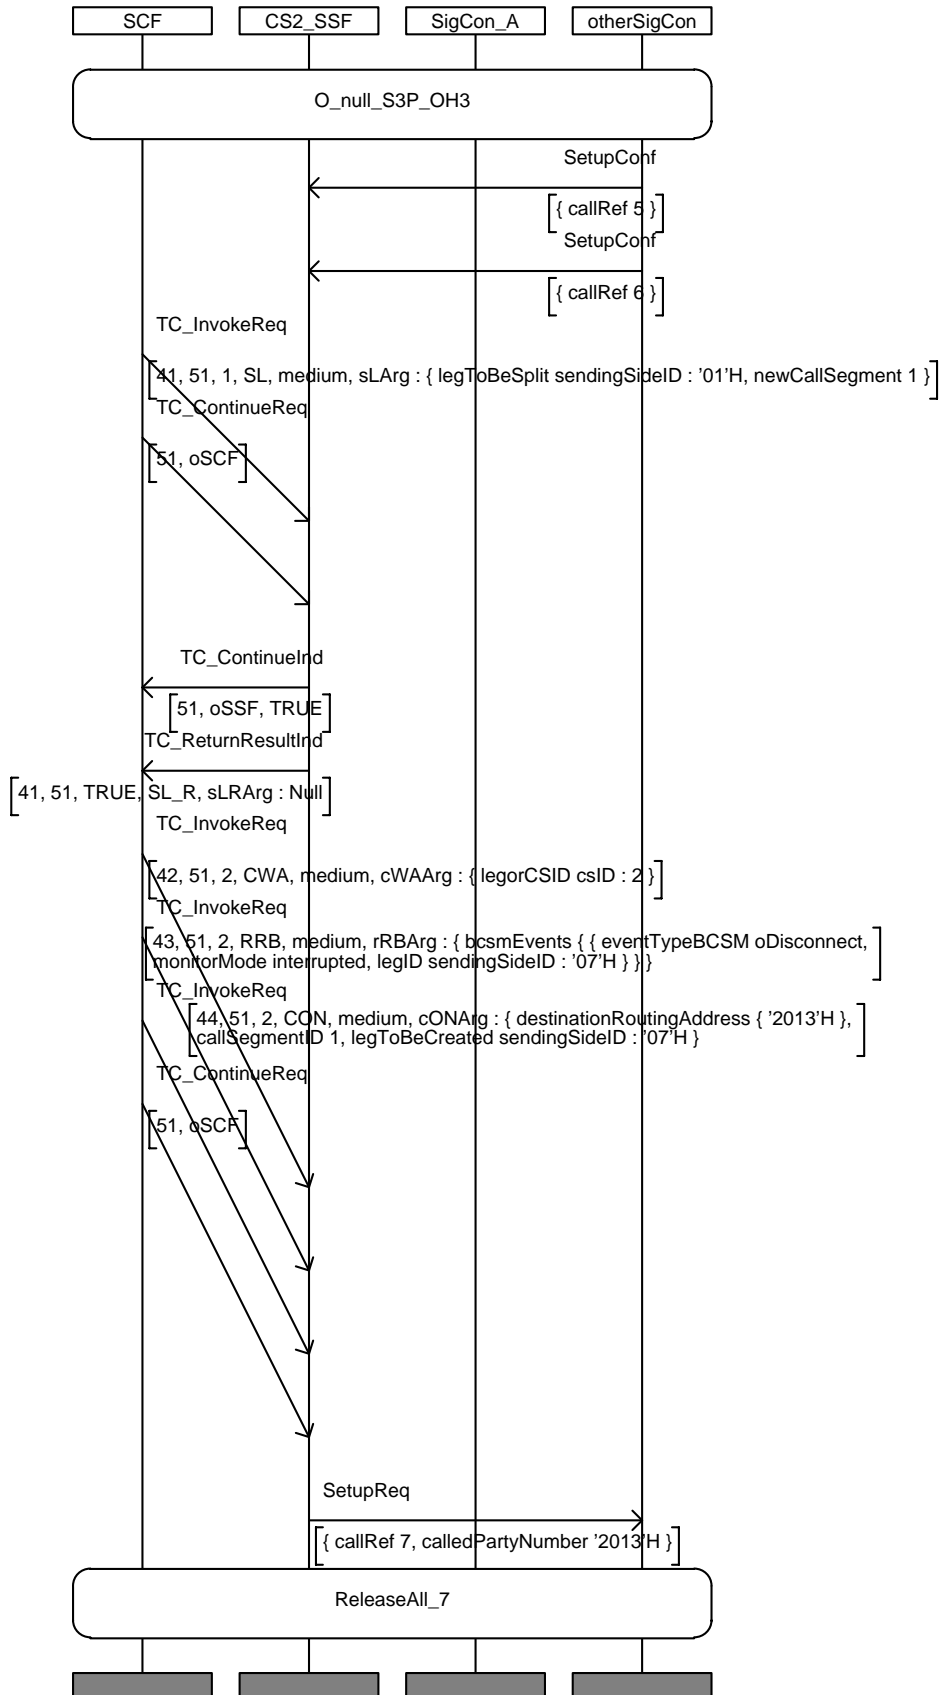 SCF CS2_SSF SigCon_A otherSigCon
O_null_S3P_OH3
SetupConf
{ callRef 5 }
SetupConf
{ callRef 6 }
TC_InvokeReq
41, 51, 1, SL, medium, sLArg : { legToBeSplit sendingSideID : '01'H, newCallSegment 1 }
TC_ContinueReq
51, oSCF
TC_ContinueInd
51, oSSF, TRUE
TC_ReturnResultInd
41, 51, TRUE, SL_R, sLRArg : Null
TC_InvokeReq
42, 51, 2, CWA, medium, cWAArg : { legorCSID csID : 2 }
TC_InvokeReq
43, 51, 2, RRB, medium, rRBArg : { bcsmEvents { { eventTypeBCSM oDisconnect,
monitorMode interrupted, legID sendingSideID : '07'H } } }
TC_InvokeReq
44, 51, 2, CON, medium, cONArg : { destinationRoutingAddress { '2013'H },
callSegmentID 1, legToBeCreated sendingSideID : '07'H }
TC_ContinueReq
51, oSCF
SetupReq
{ callRef 7, calledPartyNumber '2013'H }
ReleaseAll_7